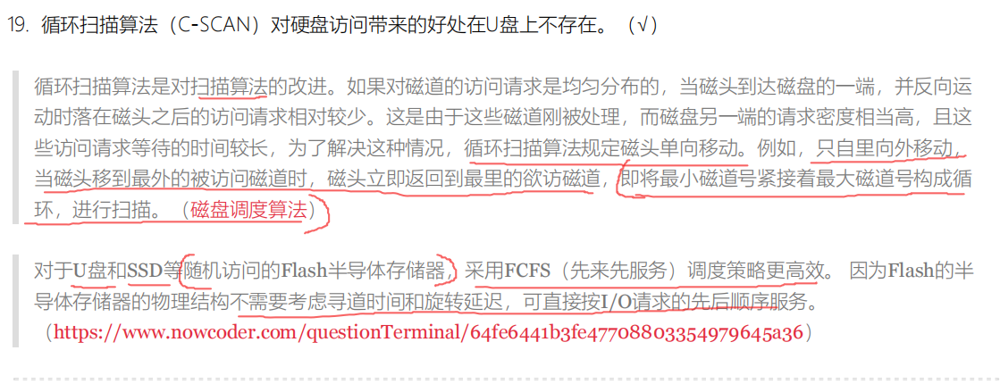 19. 循环扫描算法（C-SCAN）对硬盘访问带来的好处在U盘上不存在。（√）
循环扫描算法是对扫描算法的改进。如果对磁道的访问请求是均匀分布的，当磁头到达磁盘的一端，并反向运
动时落在磁头之后的访问请求相对较少。这是由于这些磁道刚被处理，而磁盘另一端的请求密度相当高，且这
些访问请求等待的时间较长，为了解决这种情况，循环扫描算法规定磁头单向移动。例如，只自里向外移动，
当磁头移到最外的被访问磁道时，磁头立即返回到最里的欲访磁道，即将最小磁道号紧接着最大磁道号构成循
环，进行扫描。（磁盘调度算法）
对于U盘和SSD等随机访问的Flash半导体存储器，采用FCFS（先来先服务）调度策略更高效。 因为Flash的半
导体存储器的物理结构不需要考虑寻道时间和旋转延迟，可直接按I/O请求的先后顺序服务。
（https://www.nowcoder.com/questionTerminal/64fe6441b3fe47708803354979645a36）